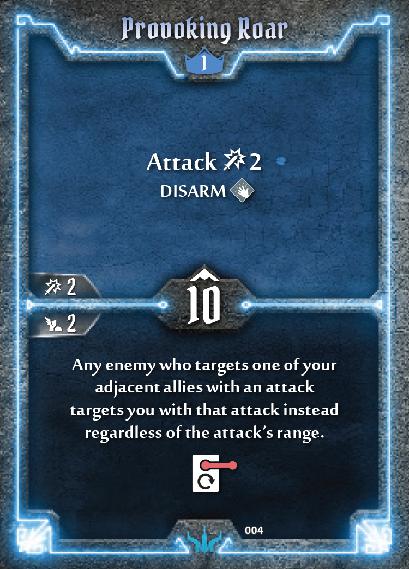 Provoking Roar
1
Attack 2
DISARM
2
10
2
Any enemy who targets one of your
adjacent allies with an attack
targets you with that attack instead
regardless of the attack's range.
004